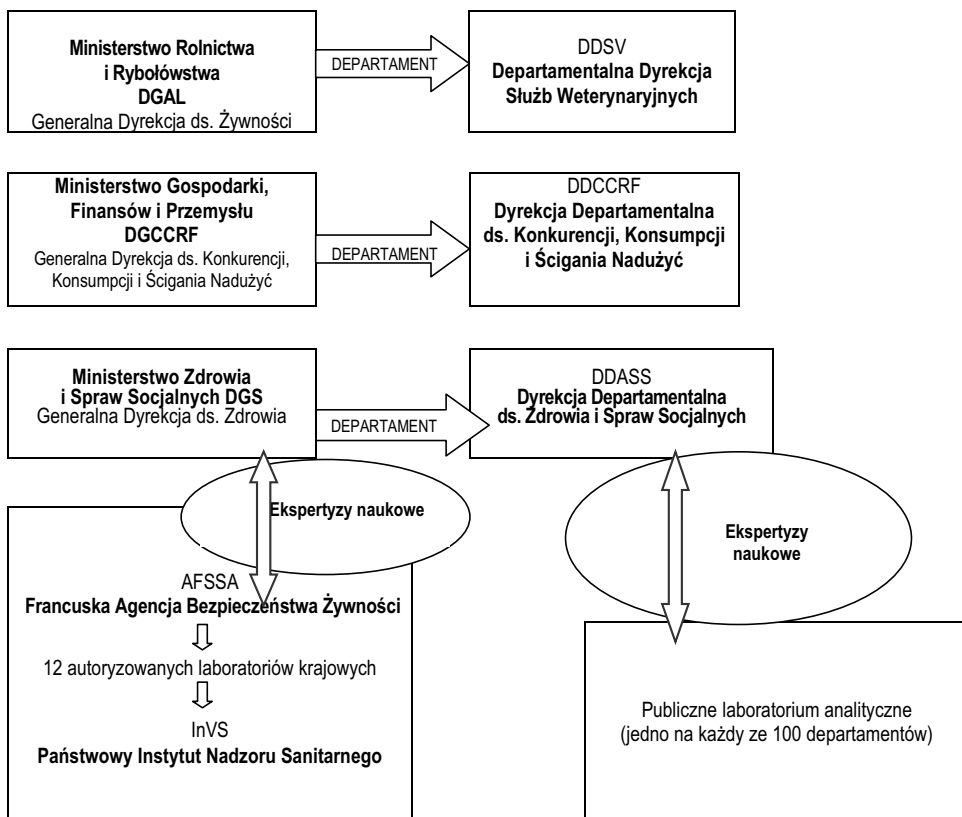 Ministerstwo Rolnictwa
i Rybołówstwa
DGAL
Generalna Dyrekcja ds. Żywności
DEPARTAMENT
DDSV
Departamentalna Dyrekcja
Służb Weterynaryjnych
Ministerstwo Gospodarki,
Finansów i Przemysłu
DGCCRF
Generalna Dyrekcja ds. Konkurencji,
Konsumpcji i Ścigania Nadużyć
DEPARTAMENT
DDCCRF
Dyrekcja Departamentalna
ds. Konkurencji, Konsumpcji
i Ścigania Nadużyć
Ministerstwo Zdrowia
i Spraw Socjalnych DGS
Generalna Dyrekcja ds. Zdrowia
DEPARTAMENT
DDASS
Dyrekcja Departamentalna
ds. Zdrowia i Spraw Socjalnych
Ekspertyzy naukowe
Ekspertyzy
naukowe
AFSSA
Francuska Agencja Bezpieczeństwa Żywności
12 autoryzowanych laboratoriów krajowych
InVS
Państwowy Instytut Nadzoru Sanitarnego
Publiczne laboratorium analityczne
(jedno na każdy ze 100 departamentów)